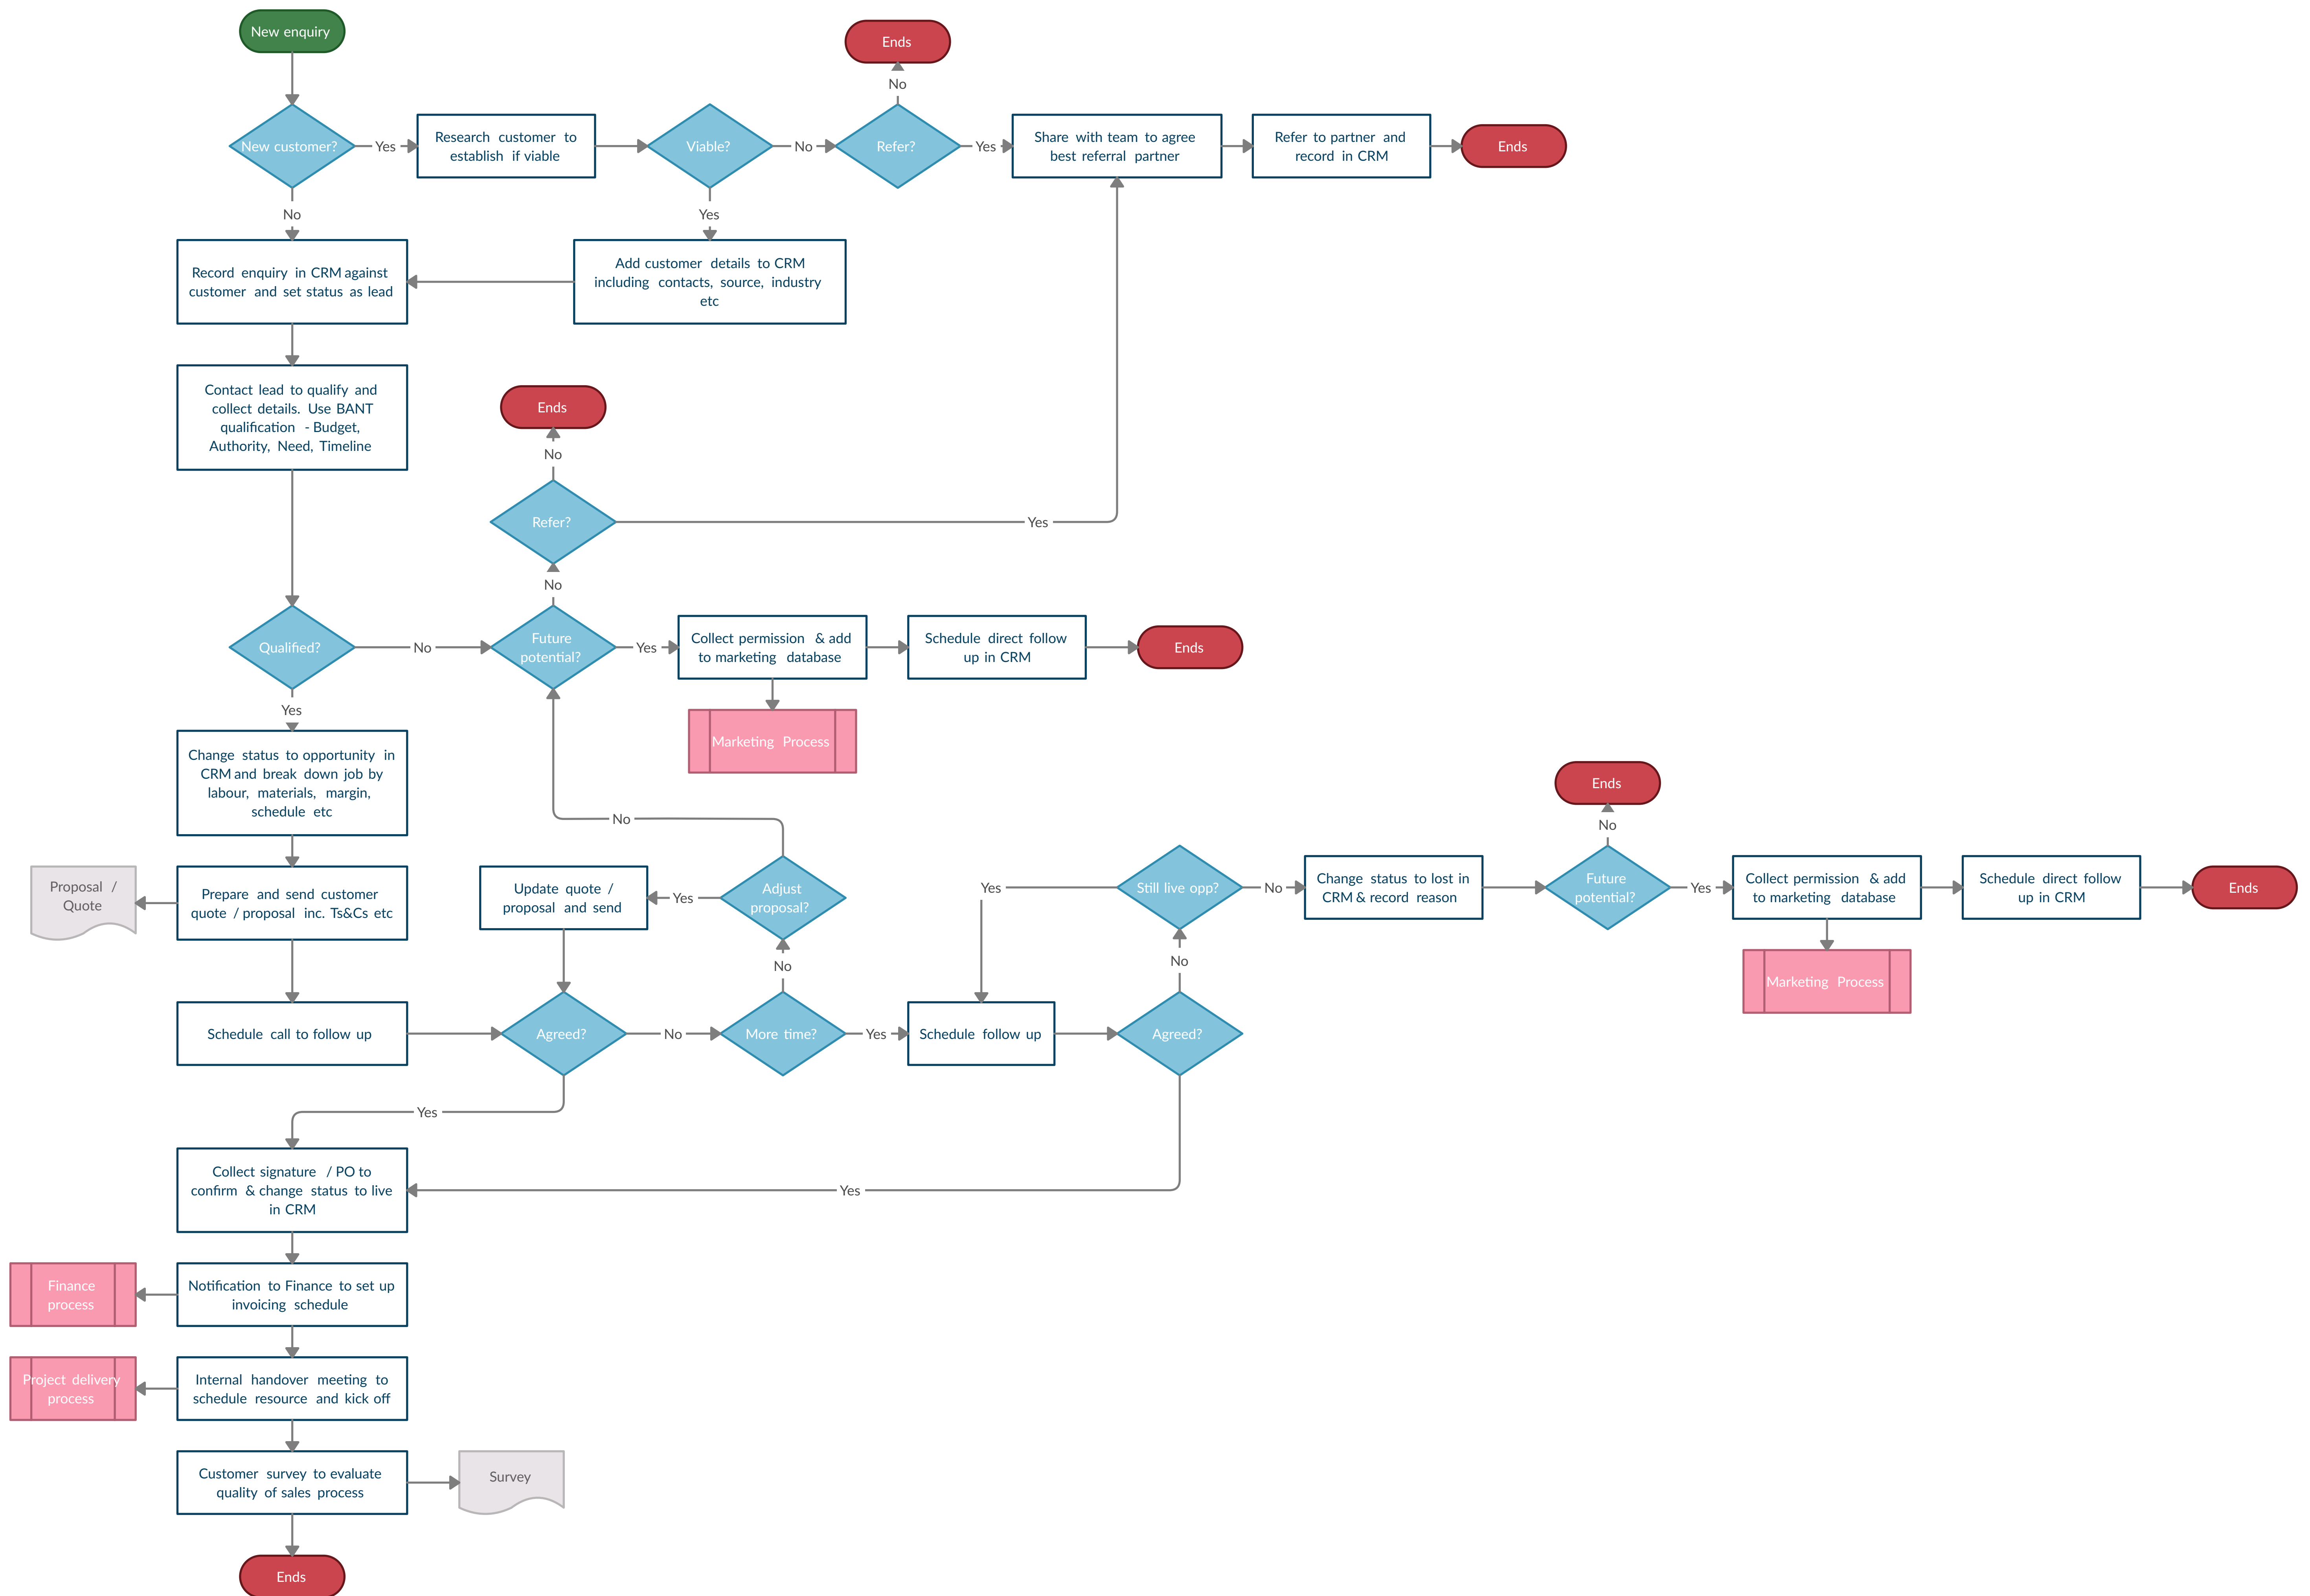 New enquiry
Ends
No
New customer?
Yes
Research customer to
establish if viable
Viable?
No
Refer?
Yes
Share with team to agree
best referral partner
Refer to partner and
record in CRM
Ends
No
Yes
Record enquiry in CRM against
customer and set status as lead
Add customer details to CRM
including contacts, source, industry
etc
Contact lead to qualify and
collect details. Use BANT
qualification - Budget,
Authority, Need, Timeline
Ends
No
Refer?
Yes
No
Qualified?
No
Future
potential?
Yes
Collect permission & add
to marketing database
Schedule direct follow
up in CRM
Ends
Yes
Marketing Process
Change status to opportunity in
CRM and break down job by
labour, materials, margin,
schedule etc
No
Ends
No
Proposal /
Quote
Prepare and send customer
quote / proposal inc. Ts&Cs etc
Update quote /
proposal and send
Yes
Adjust
proposal?
Yes
Still live opp?
No
Change status to lost in
CRM & record reason
Future
potential?
Yes
Collect permission & add
to marketing database
Schedule direct follow
up in CRM
Ends
No
No
Marketing Process
Schedule call to follow up
Agreed?
No
More time?
Yes
Schedule follow up
Agreed?
Yes
Collect signature / PO to
confirm & change status to live
in CRM
Yes
Finance
process
Notification to Finance to set up
invoicing schedule
Project delivery
process
Internal handover meeting to
schedule resource and kick off
Customer survey to evaluate
quality of sales process
Survey
Ends